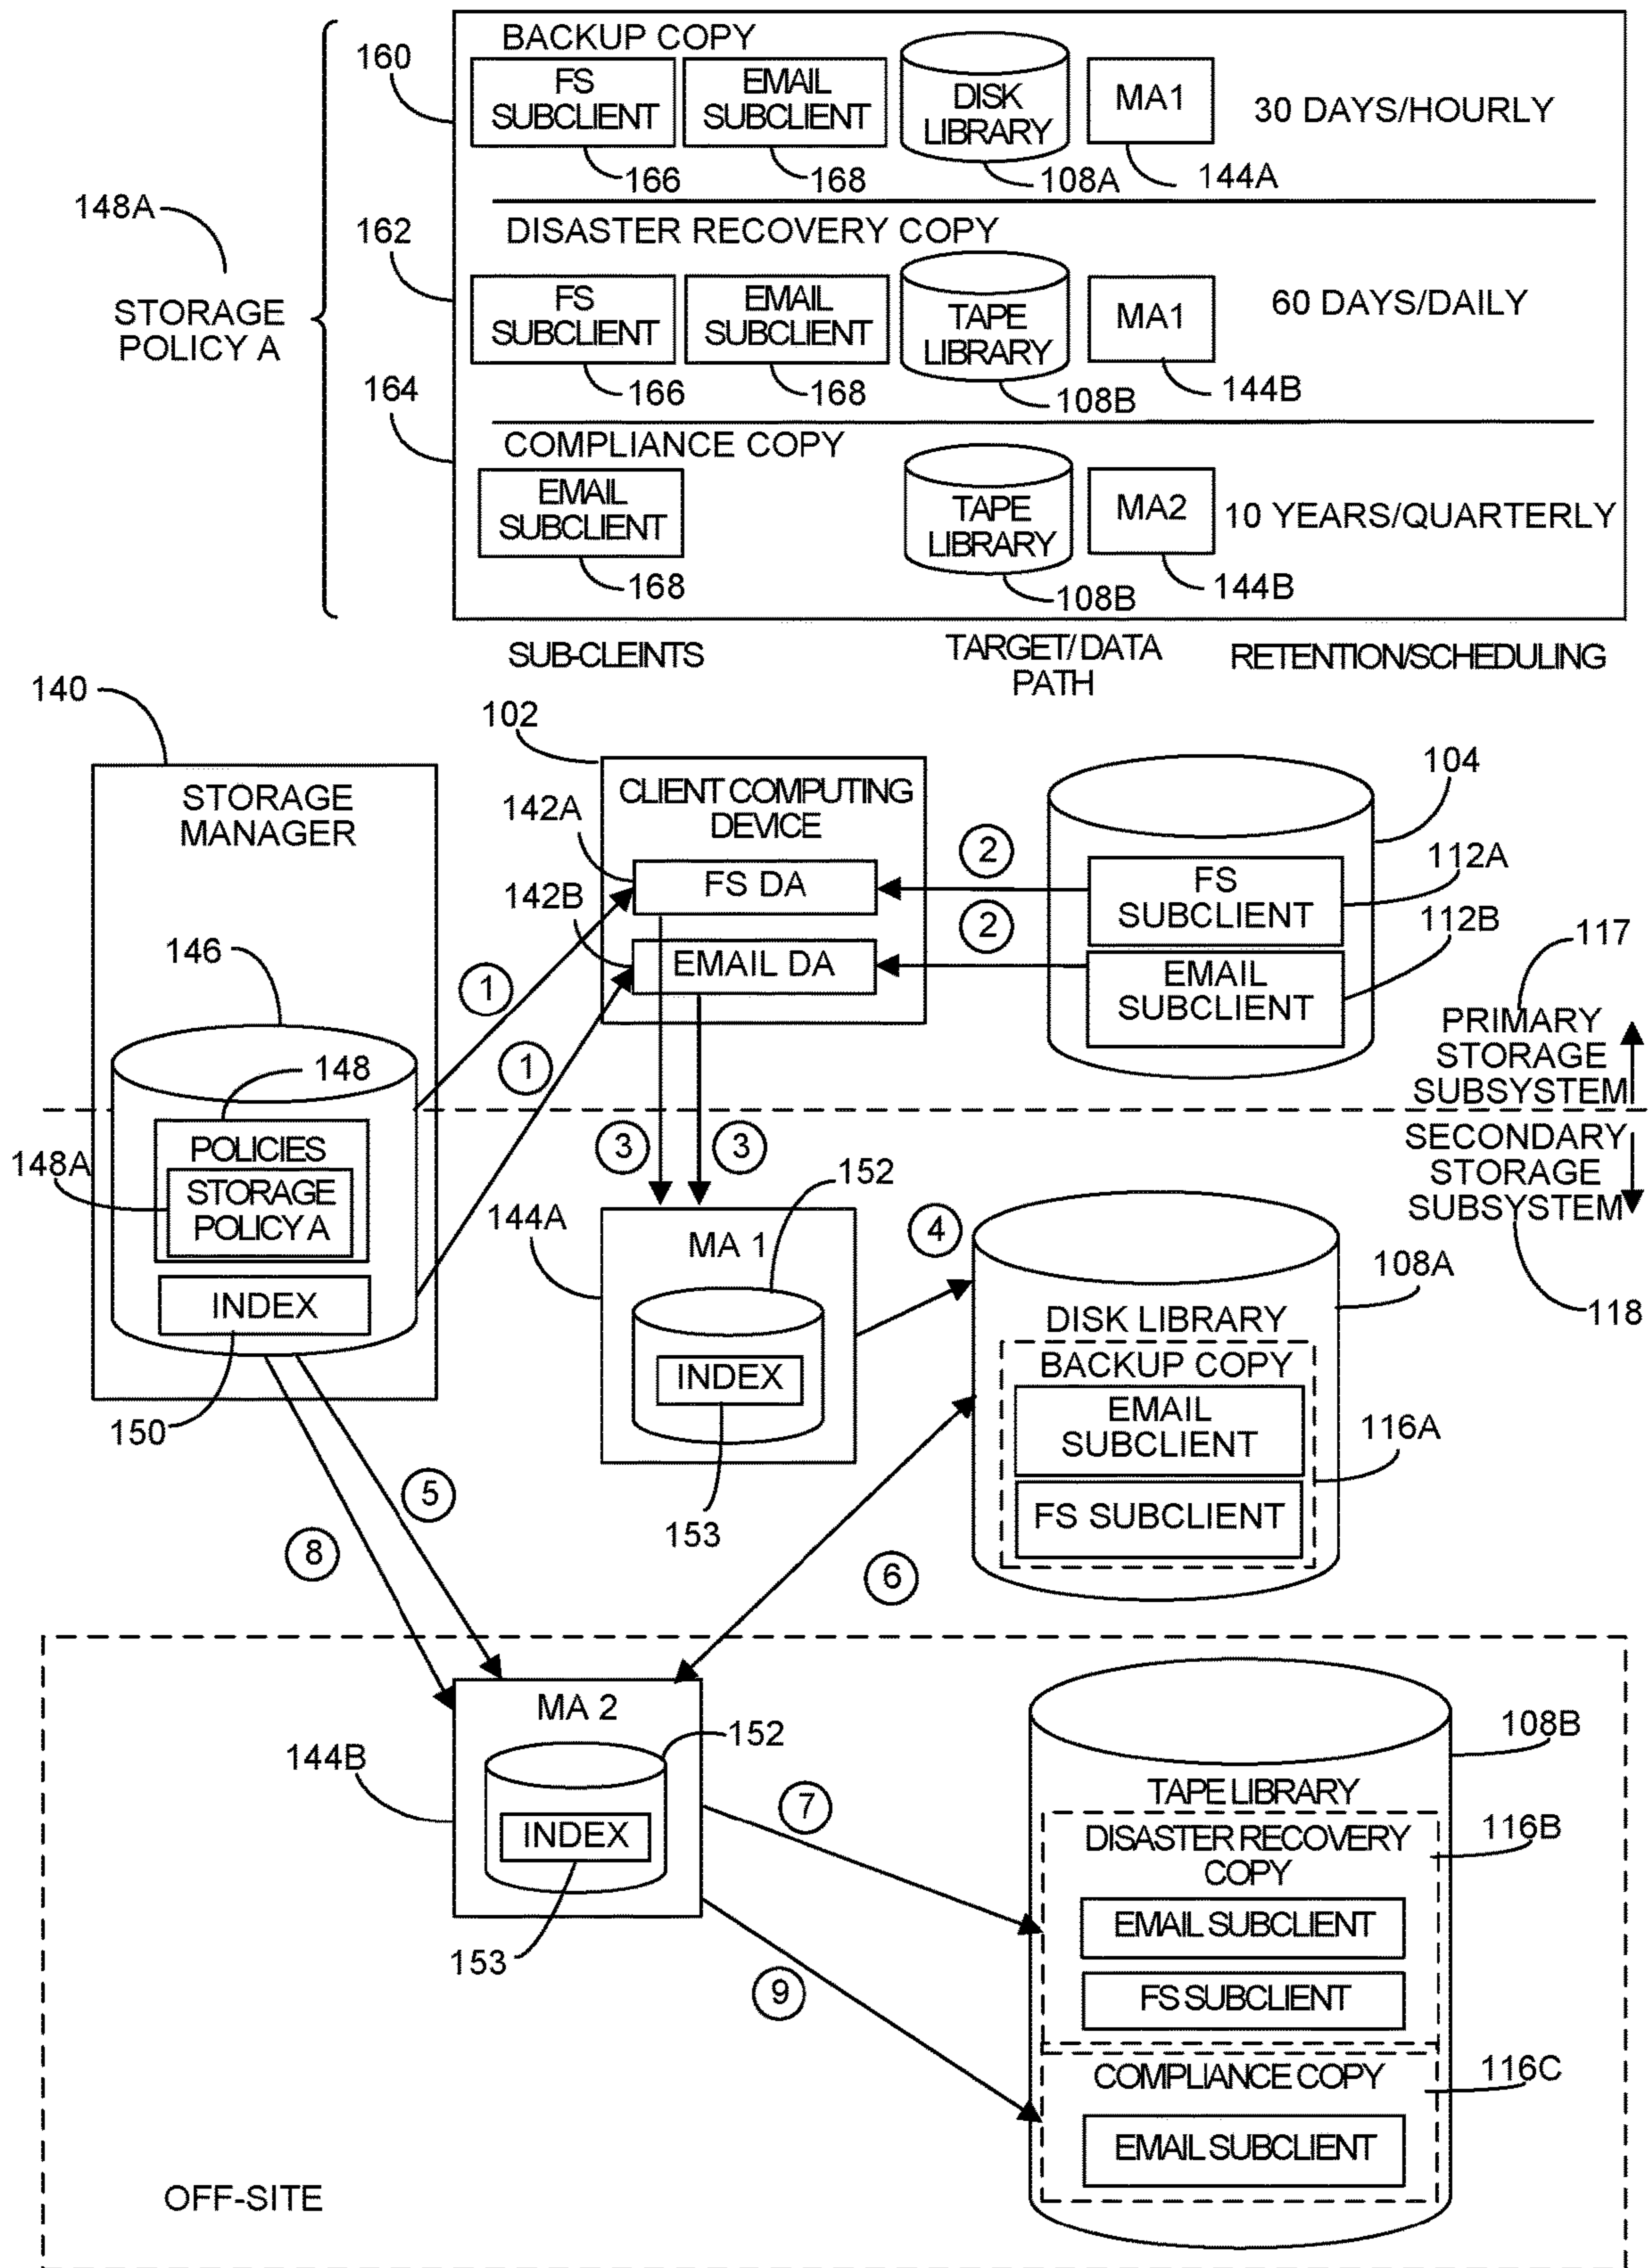 BACKUP COPY
160
FS
SUBCLIENT
EMAIL
SUBCLIENT
DISK
LIBRARY
MA1
30 DAYS/HOURLY
166
168
108A
144A
148A
STORAGE
POLICY A
162
DISASTER RECOVERY COPY
FS
SUBCLIENT
EMAIL
SUBCLIENT
TAPE
LIBRARY
MA1
60 DAYS/DAILY
166
168
108B
144B
164
COMPLIANCE COPY
EMAIL
SUBCLIENT
TAPE
LIBRARY
MA2
10 YEARS/QUARTERLY
168
108B
144B
SUB-CLEINTS
TARGET/DATA
PATH
RETENTION/SCHEDULING
140
STORAGE
MANAGER
102
CLIENT COMPUTING
DEVICE
142A
FS DA
142B
EMAIL DA
2
2
104
FS
SUBCLIENT
112A
EMAIL
SUBCLIENT
112B
117
PRIMARY
STORAGE
SUBSYSTEM
SECONDARY
STORAGE
SUBSYSTEM
118
146
148
POLICIES
148A
STORAGE
POLICY A
INDEX
150
1
1
3
3
144A
MA 1
152
INDEX
153
4
108A
DISK LIBRARY
BACKUP COPY
EMAIL
SUBCLIENT
FS SUBCLIENT
116A
5
8
6
MA 2
144B
152
INDEX
153
7
9
108B
TAPE LIBRARY
DISASTER RECOVERY
COPY
116B
EMAIL SUBCLIENT
FS SUBCLIENT
COMPLIANCE COPY
116C
EMAIL SUBCLIENT
OFF-SITE